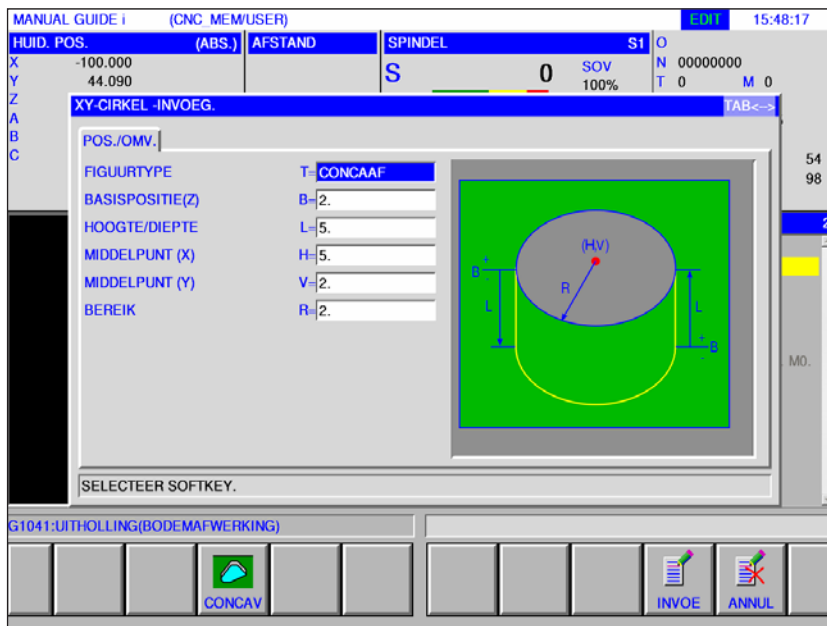 MANUAL GUIDE i (CNC_MEM/USER) EDIT 15:48:17
HUID. POS. (ABS.) AFSTAND SPINDEL S1 O
X -100.000 S 0 SOV N 00000000
Y 44.090 100% T 0 M 0
Z XY-CIRKEL -INVOEG. TAB<-->
A
B POS./OMV.
C 54
FIGUURTYPE T= CONCAAF 98
BASISPOSITIE(Z) B= 2.
HOOGTE/DIEPTE L= 5.
MIDDELPUNT (X) H= 5.
MIDDELPUNT (Y) V= 2.
BEREIK R= 2.
(H,V)
+
B
-
R
L L
+
B
-
M0.
SELECTEER SOFTKEY.
G1041:UITHOLLING(BODEMAFWERKING)
CONCAV INVOE ANNUL